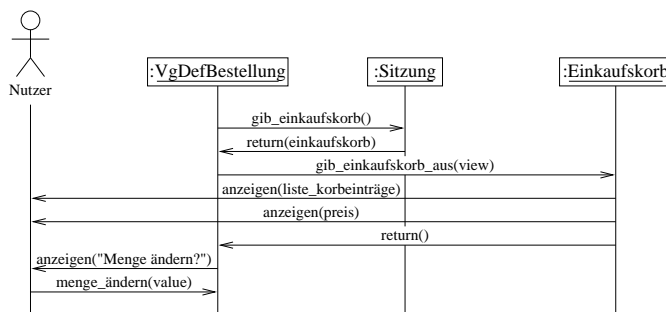 :VgDefBestellung
:Sitzung
:Einkaufskorb
Nutzer
gib_einkaufskorb()
return(einkaufskorb)
gib_einkaufskorb_aus(view)
anzeigen(liste_korbeinträge)
anzeigen(preis)
return()
anzeigen("Menge ändern?")
menge_ändern(value)